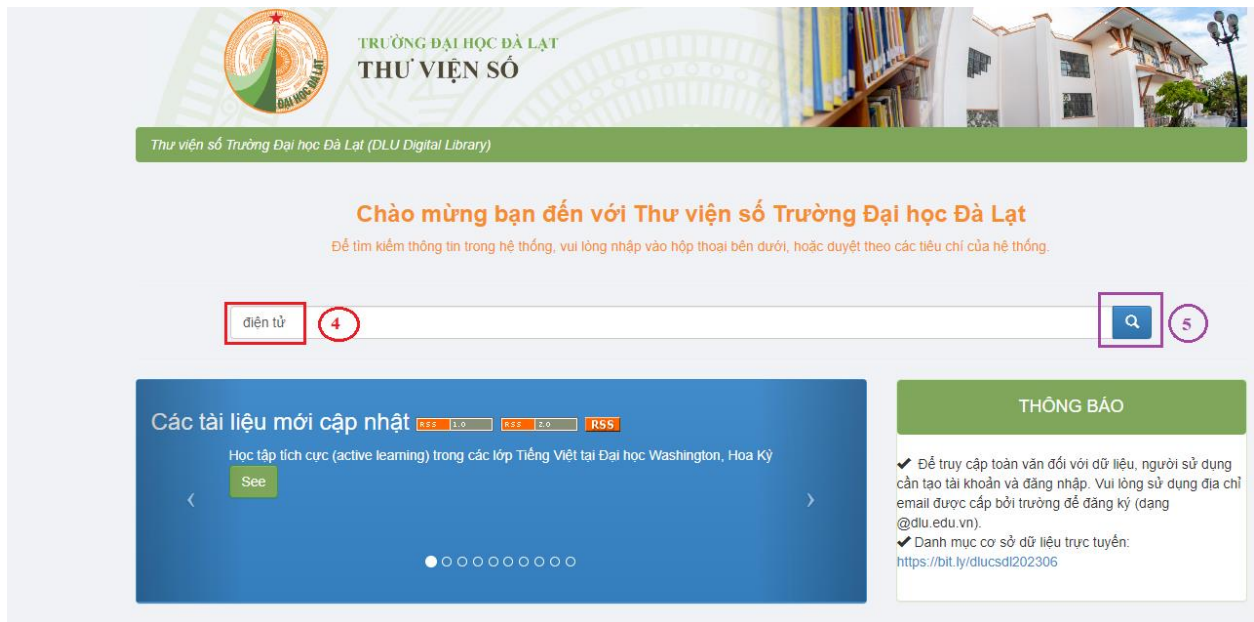 TRƯỜNG ĐẠI HỌC ĐÀ LẠT
THƯ VIỆN SỐ
ĐẠI HỌC ĐÀ LẠT
Thư viện số Trường Đại học Đà Lạt (DLU Digital Library)
Chào mừng bạn đến với Thư viện số Trường Đại học Đà Lạt
Để tìm kiếm thông tin trong hệ thống, vui lòng nhập vào hộp thoại bên dưới, hoặc duyệt theo các tiêu chí của hệ thống.
điện tử 4 5
Các tài liệu mới cập nhật RSS 1.0 RSS 2.0 RSS
Học tập tích cực (active learning) trong các lớp Tiếng Việt tại Đại học Washington, Hoa Kỳ
See
THÔNG BÁO
✔ Để truy cập toàn văn đối với dữ liệu, người sử dụng
cần tạo tài khoản và đăng nhập. Vui lòng sử dụng địa chỉ
email được cấp bởi trường để đăng ký (dạng
@dlu.edu.vn).
✔ Danh mục cơ sở dữ liệu trực tuyến:
https://bit.ly/dlucsdl202306